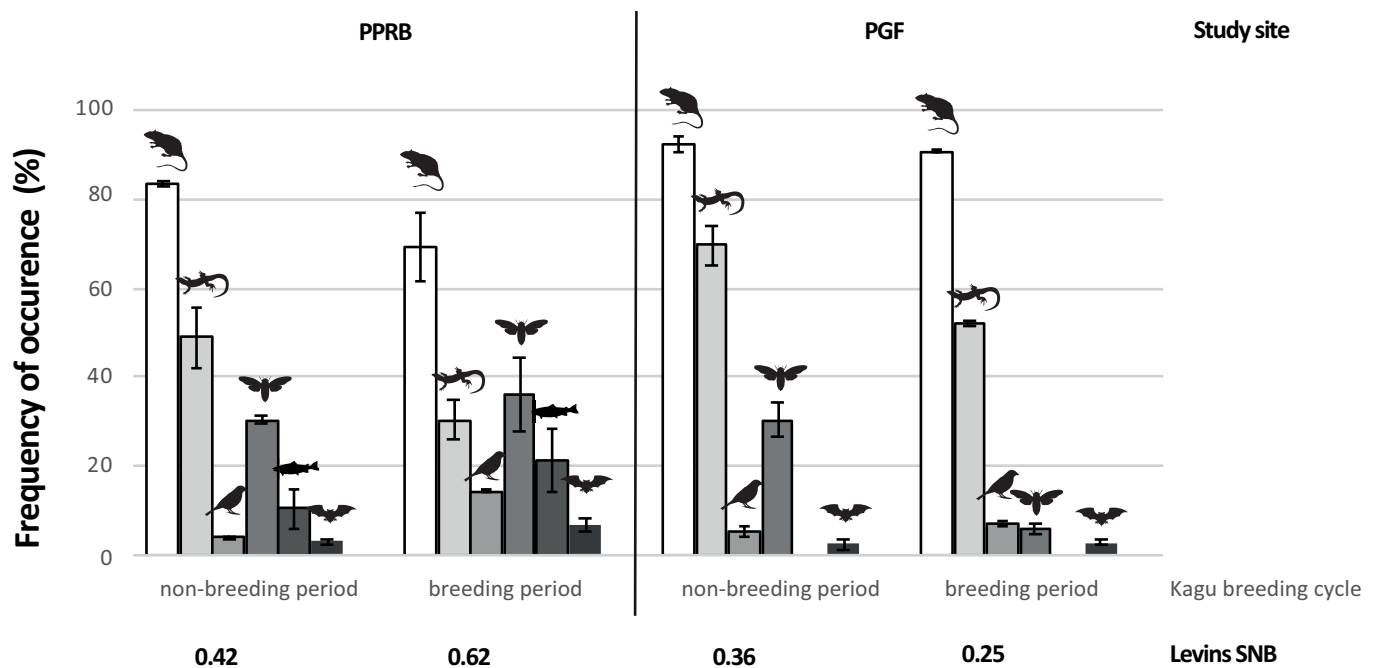 PPRB PGF Study site
Frequency of occurence (%)
100
80
60
40
20
0
non-breeding period breeding period non-breeding period breeding period Kagu breeding cycle
0.42 0.62 0.36 0.25 Levins SNB